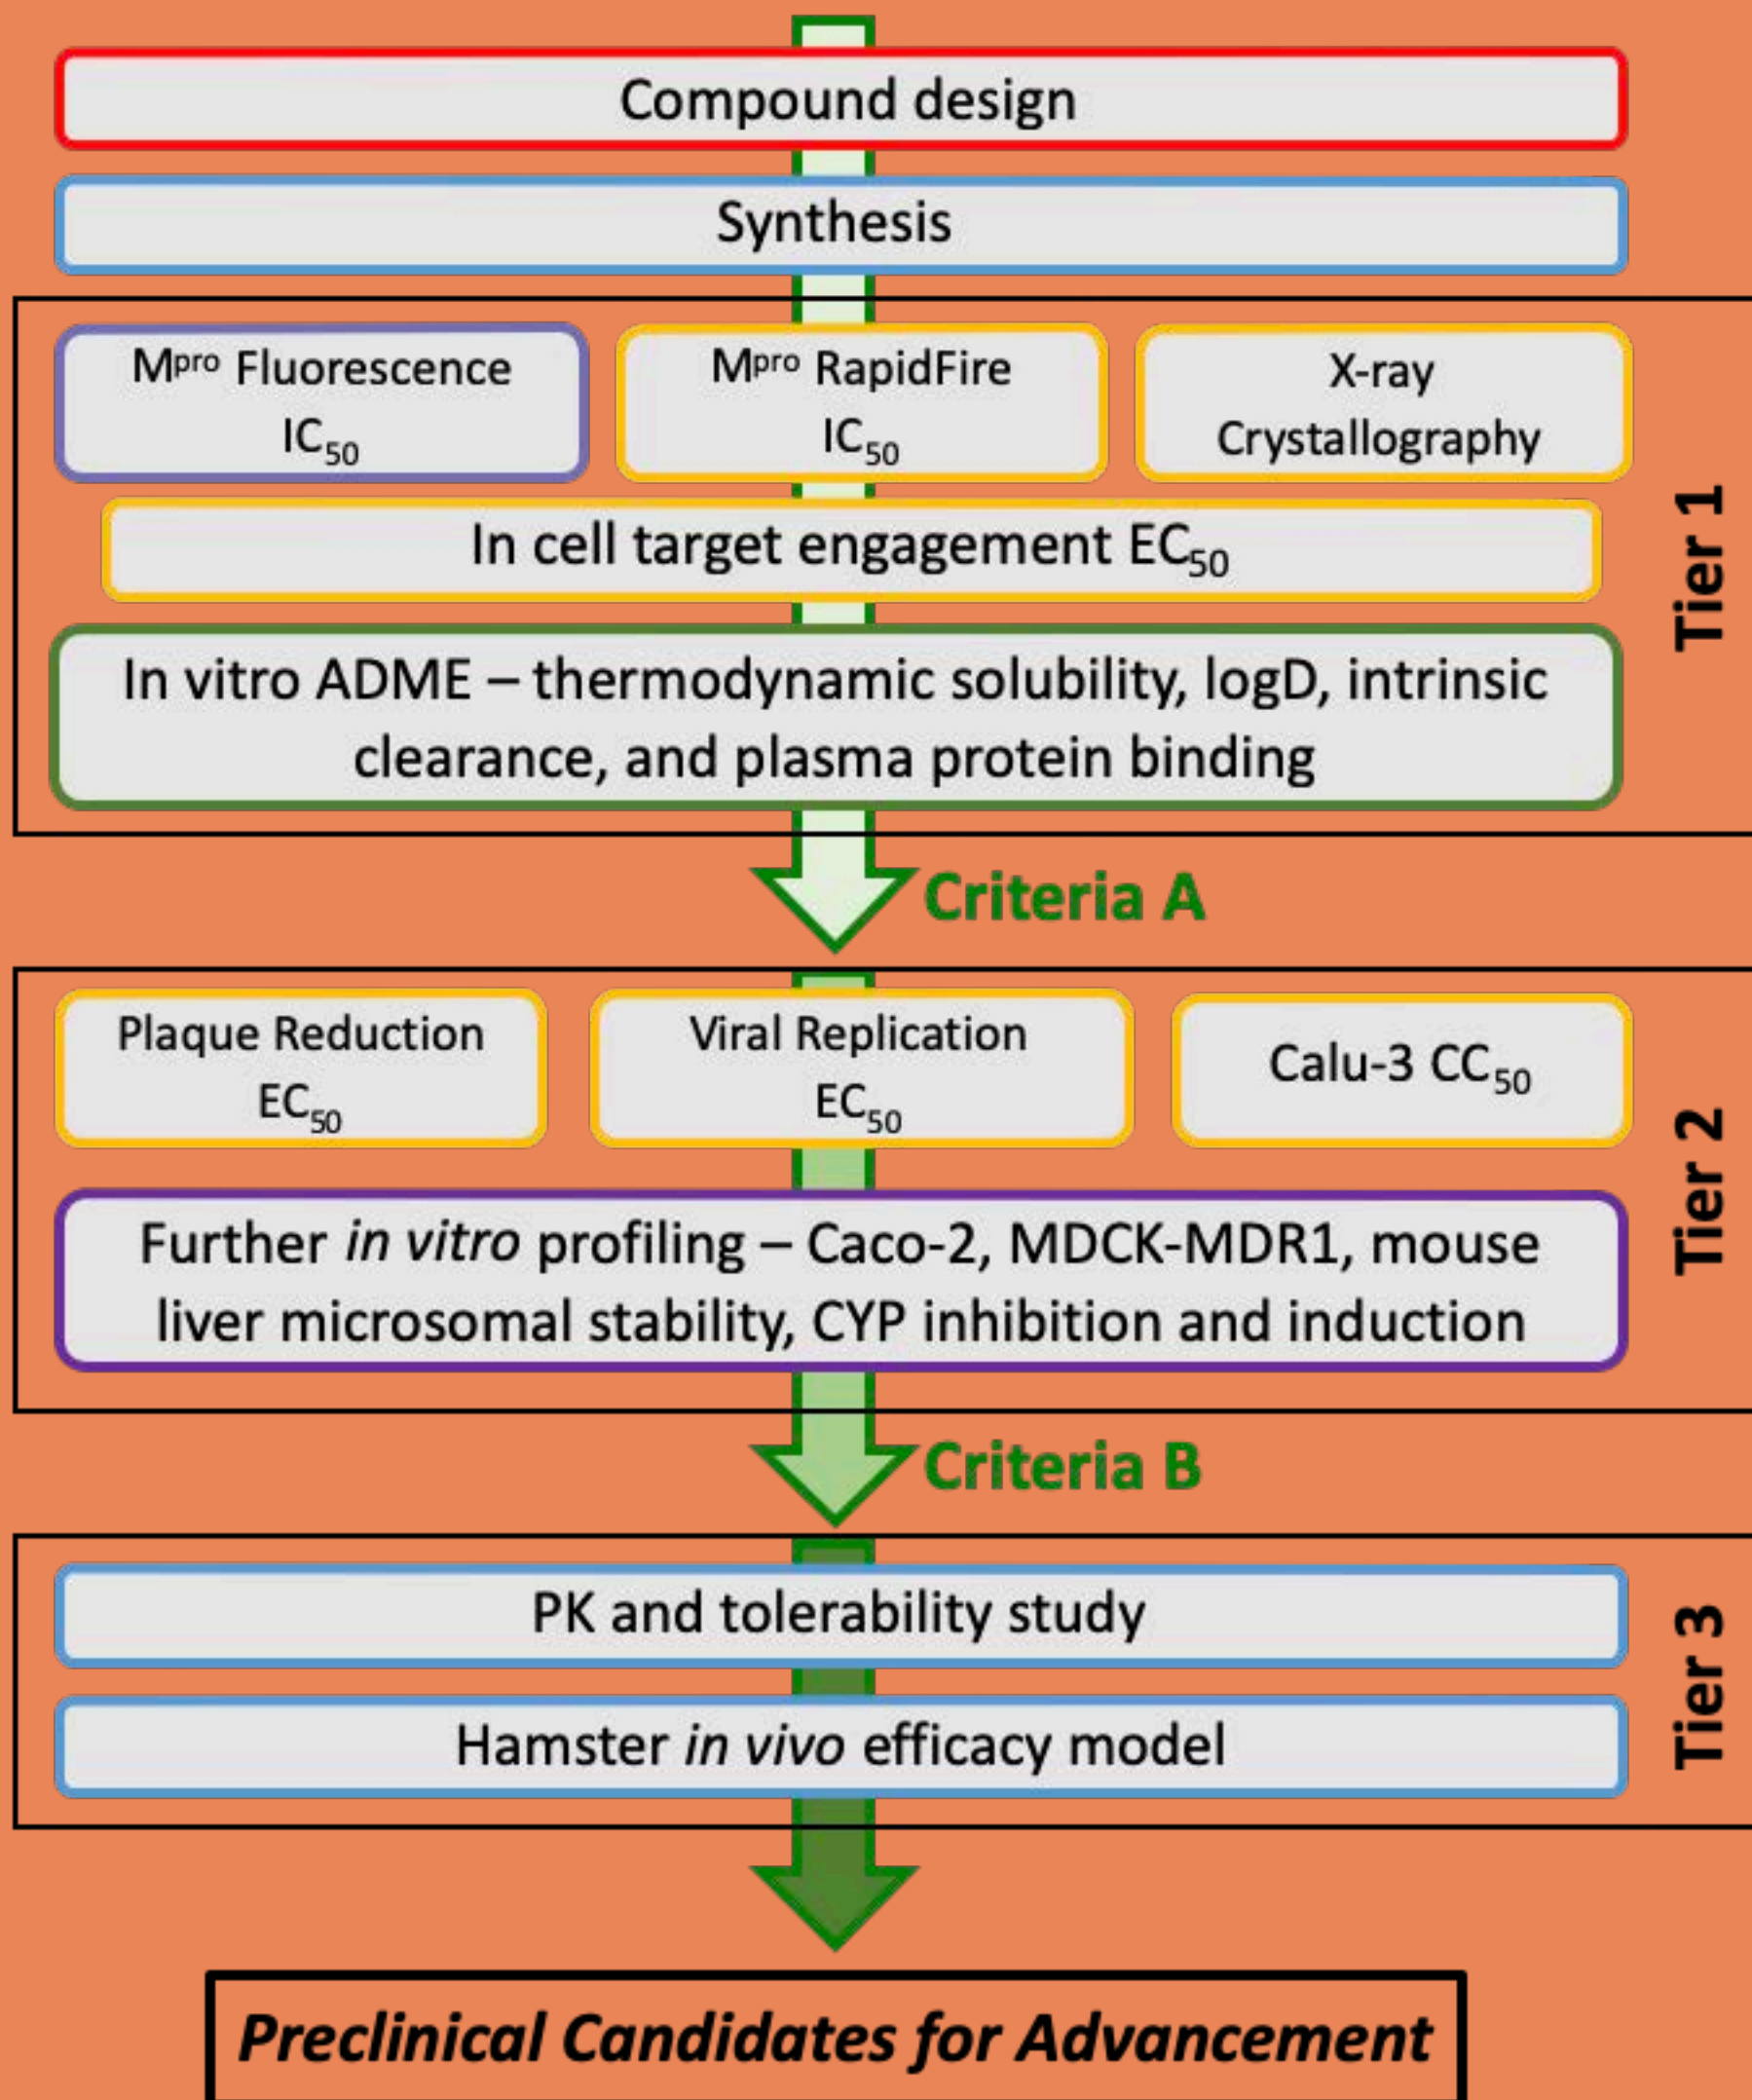 Compound design
Synthesis
Mpro Fluorescence
IC50
Mpro RapidFire
IC50
X-ray
Crystallography
In cell target engagement EC50
In vitro ADME – thermodynamic solubility, logD, intrinsic
clearance, and plasma protein binding
Tier 1
Criteria A
Plaque Reduction
EC50
Viral Replication
EC50
Calu-3 CC50
Further in vitro profiling – Caco-2, MDCK-MDR1, mouse
liver microsomal stability, CYP inhibition and induction
Tier 2
Criteria B
PK and tolerability study
Hamster in vivo efficacy model
Tier 3
Preclinical Candidates for Advancement